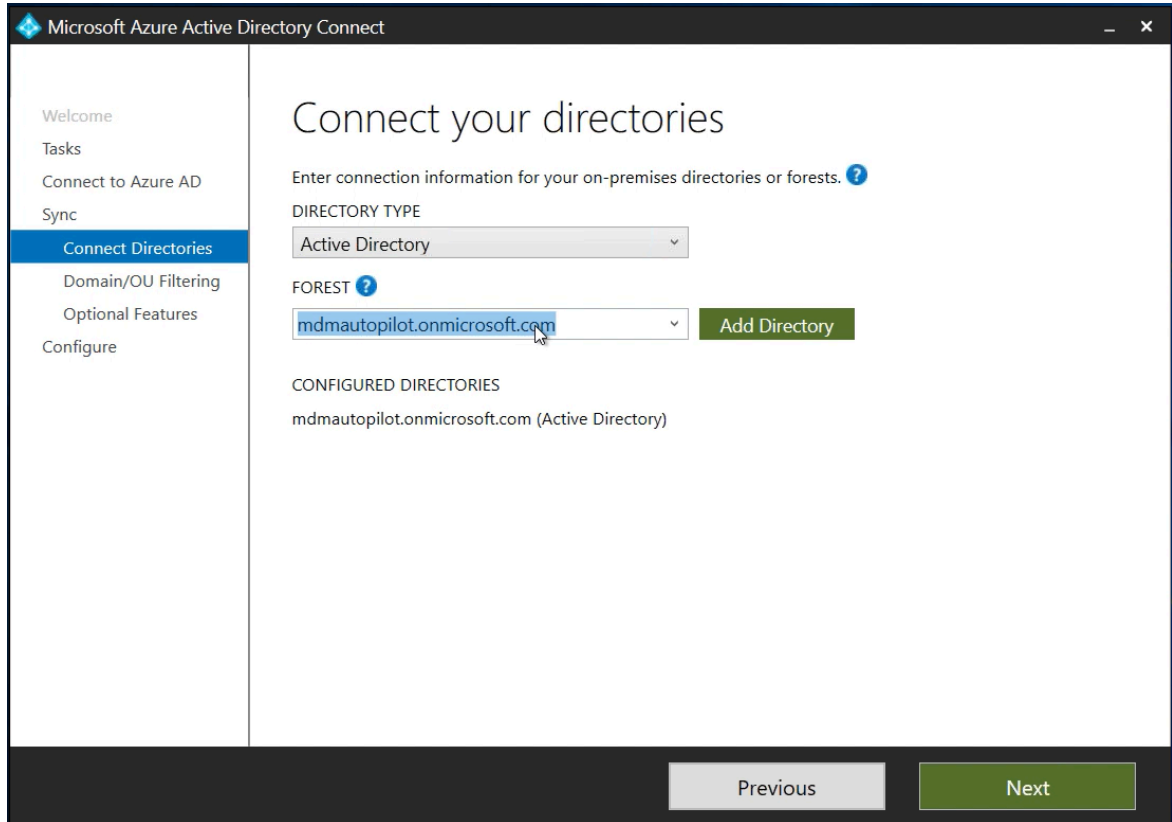 Microsoft Azure Active Directory Connect
Welcome
Tasks
Connect to Azure AD
Sync
Connect Directories
Domain/OU Filtering
Optional Features
Configure
Connect your directories
Enter connection information for your on-premises directories or forests. ?
DIRECTORY TYPE
Active Directory
FOREST ?
mdmautopilot.onmicrosoft.com
Add Directory
CONFIGURED DIRECTORIES
mdmautopilot.onmicrosoft.com (Active Directory)
Previous
Next